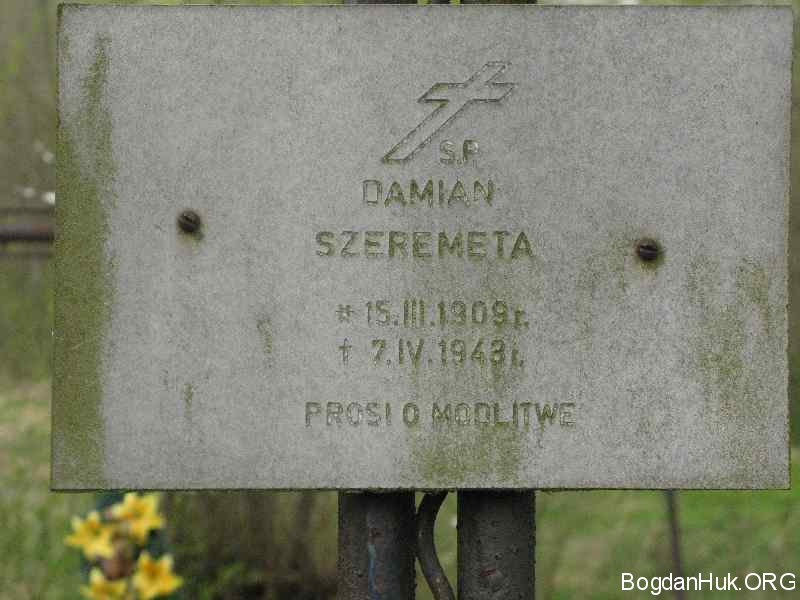 S.P.
DAMIAN
SZEREMETA
* 15.III.1909 r.
† 7.IV.1943 r.
PROSI O MODLITWE
BogdanHuk.ORG